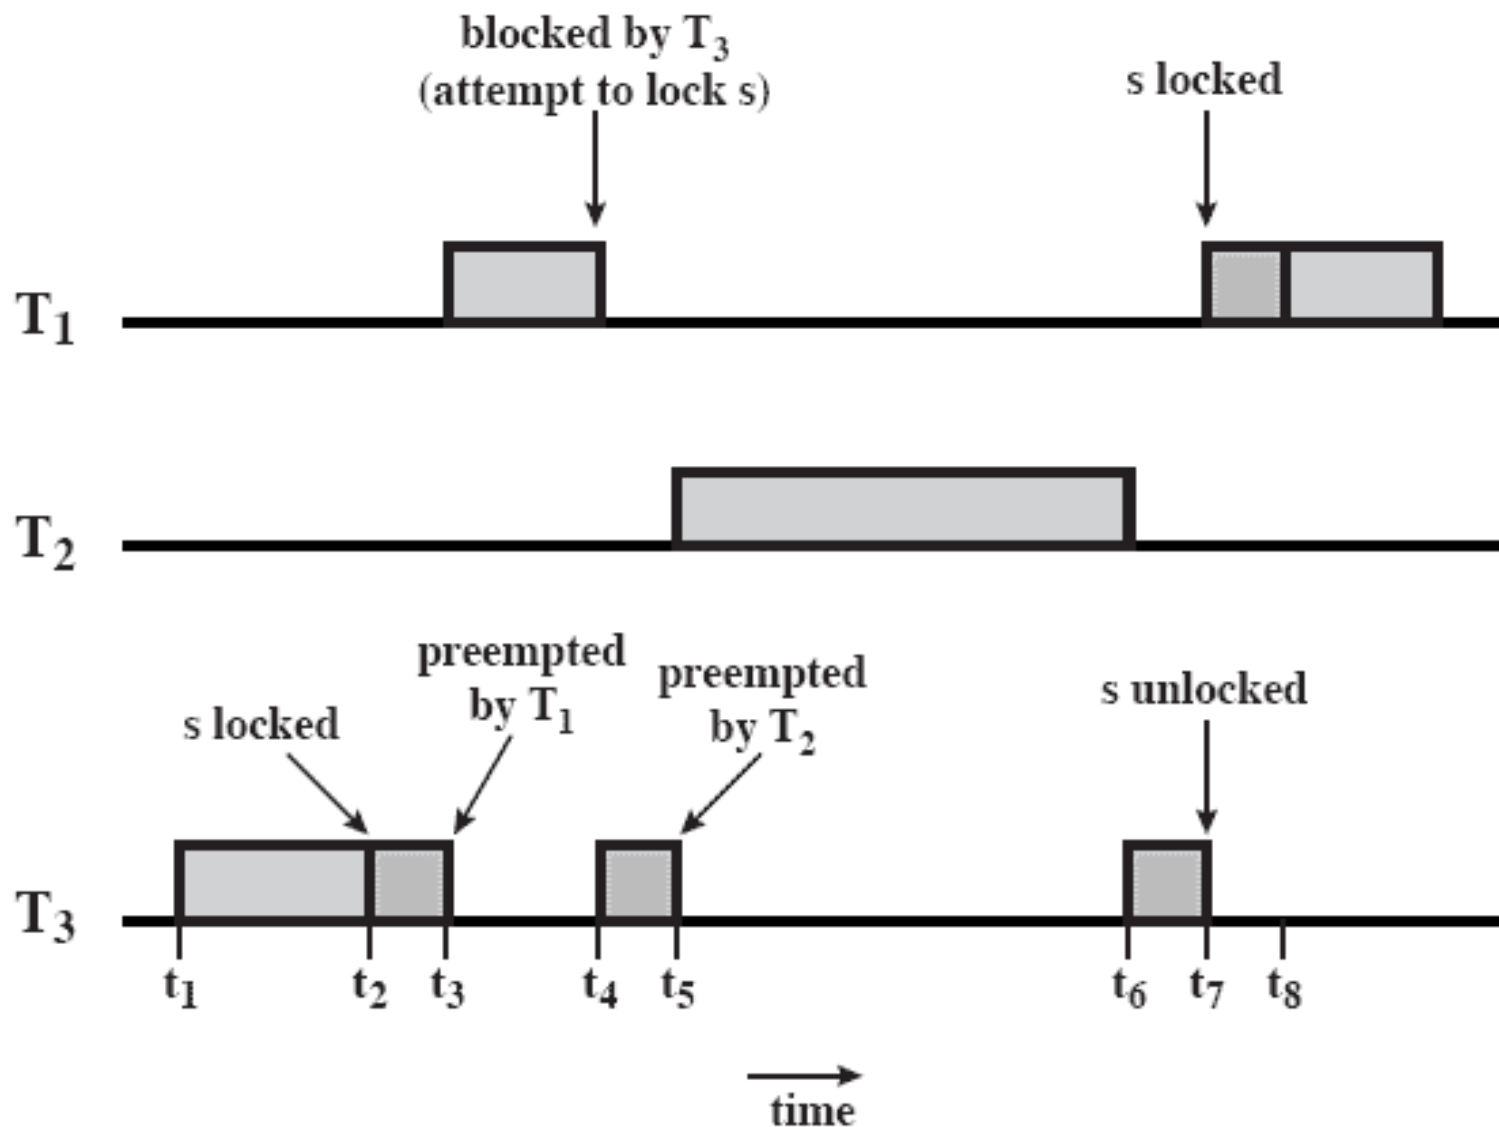 blocked by T3
(attempt to lock s)
s locked
T1
T2
preempted
by T1
preempted
by T2
s locked
s unlocked
T3
t1 t2 t3 t4 t5 t6 t7 t8
time